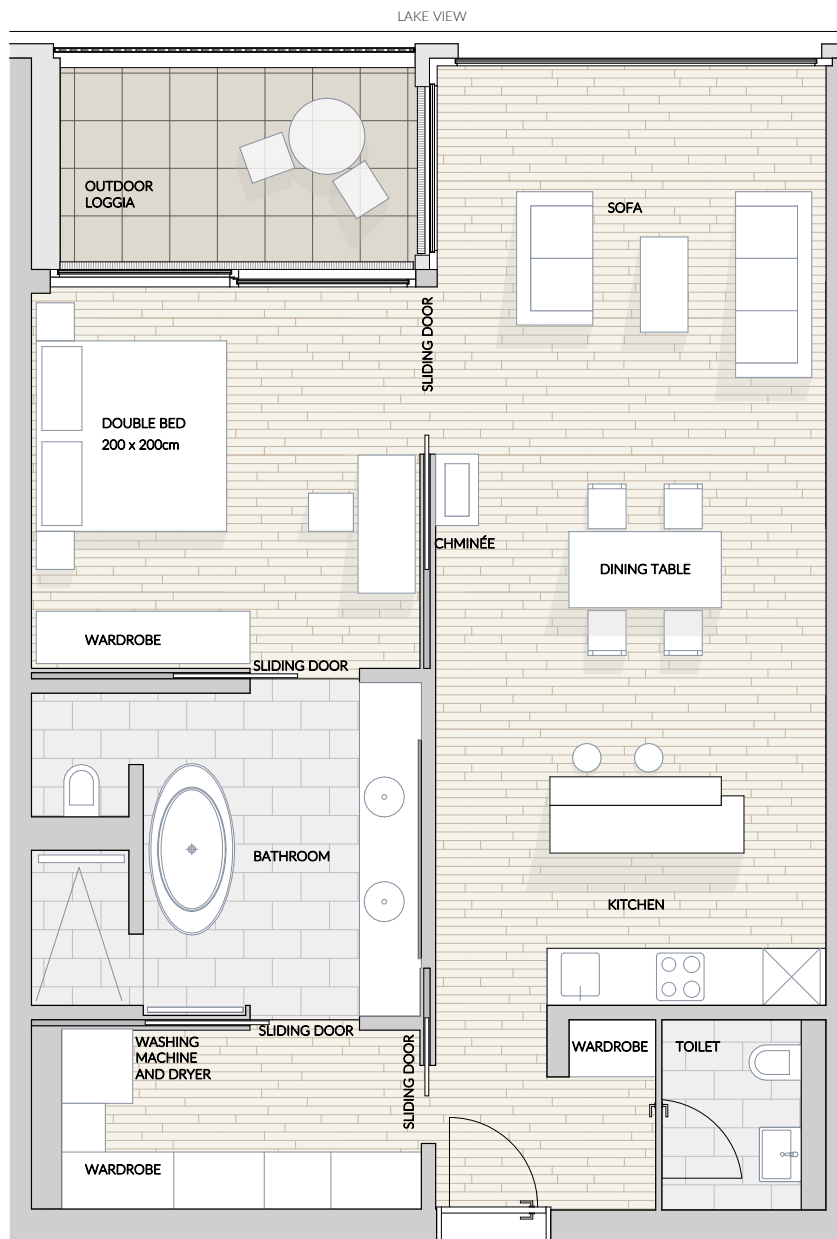 LAKE VIEW
OUTDOOR
LOGGIA
SOFA
SLIDING DOOR
DOUBLE BED
200 x 200cm
CHMINÉE
DINING TABLE
WARDROBE
SLIDING DOOR
BATHROOM
KITCHEN
SLIDING DOOR
WASHING
MACHINE
AND DRYER
SLIDING DOOR
WARDROBE
TOILET
WARDROBE